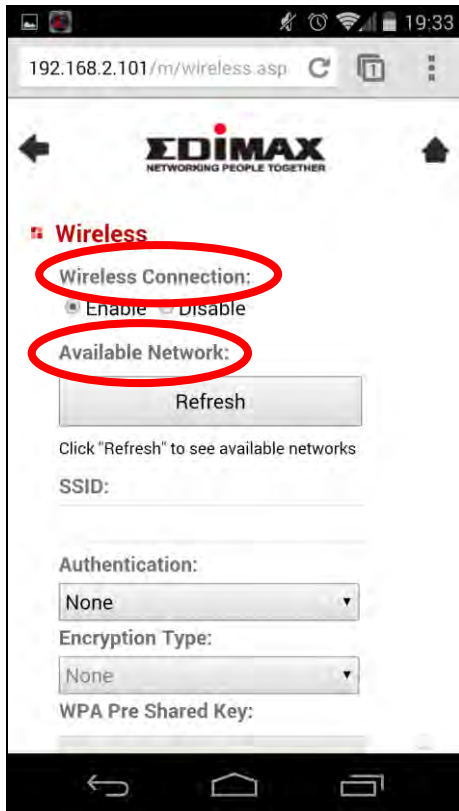 19:33
192.168.2.101/m/wireless.asp
1
EDIMAX
NETWORKING PEOPLE TOGETHER
Wireless
Wireless Connection:
Enable Disable
Available Network:
Refresh
Click "Refresh" to see available networks
SSID:
Authentication:
None
Encryption Type:
None
WPA Pre Shared Key: